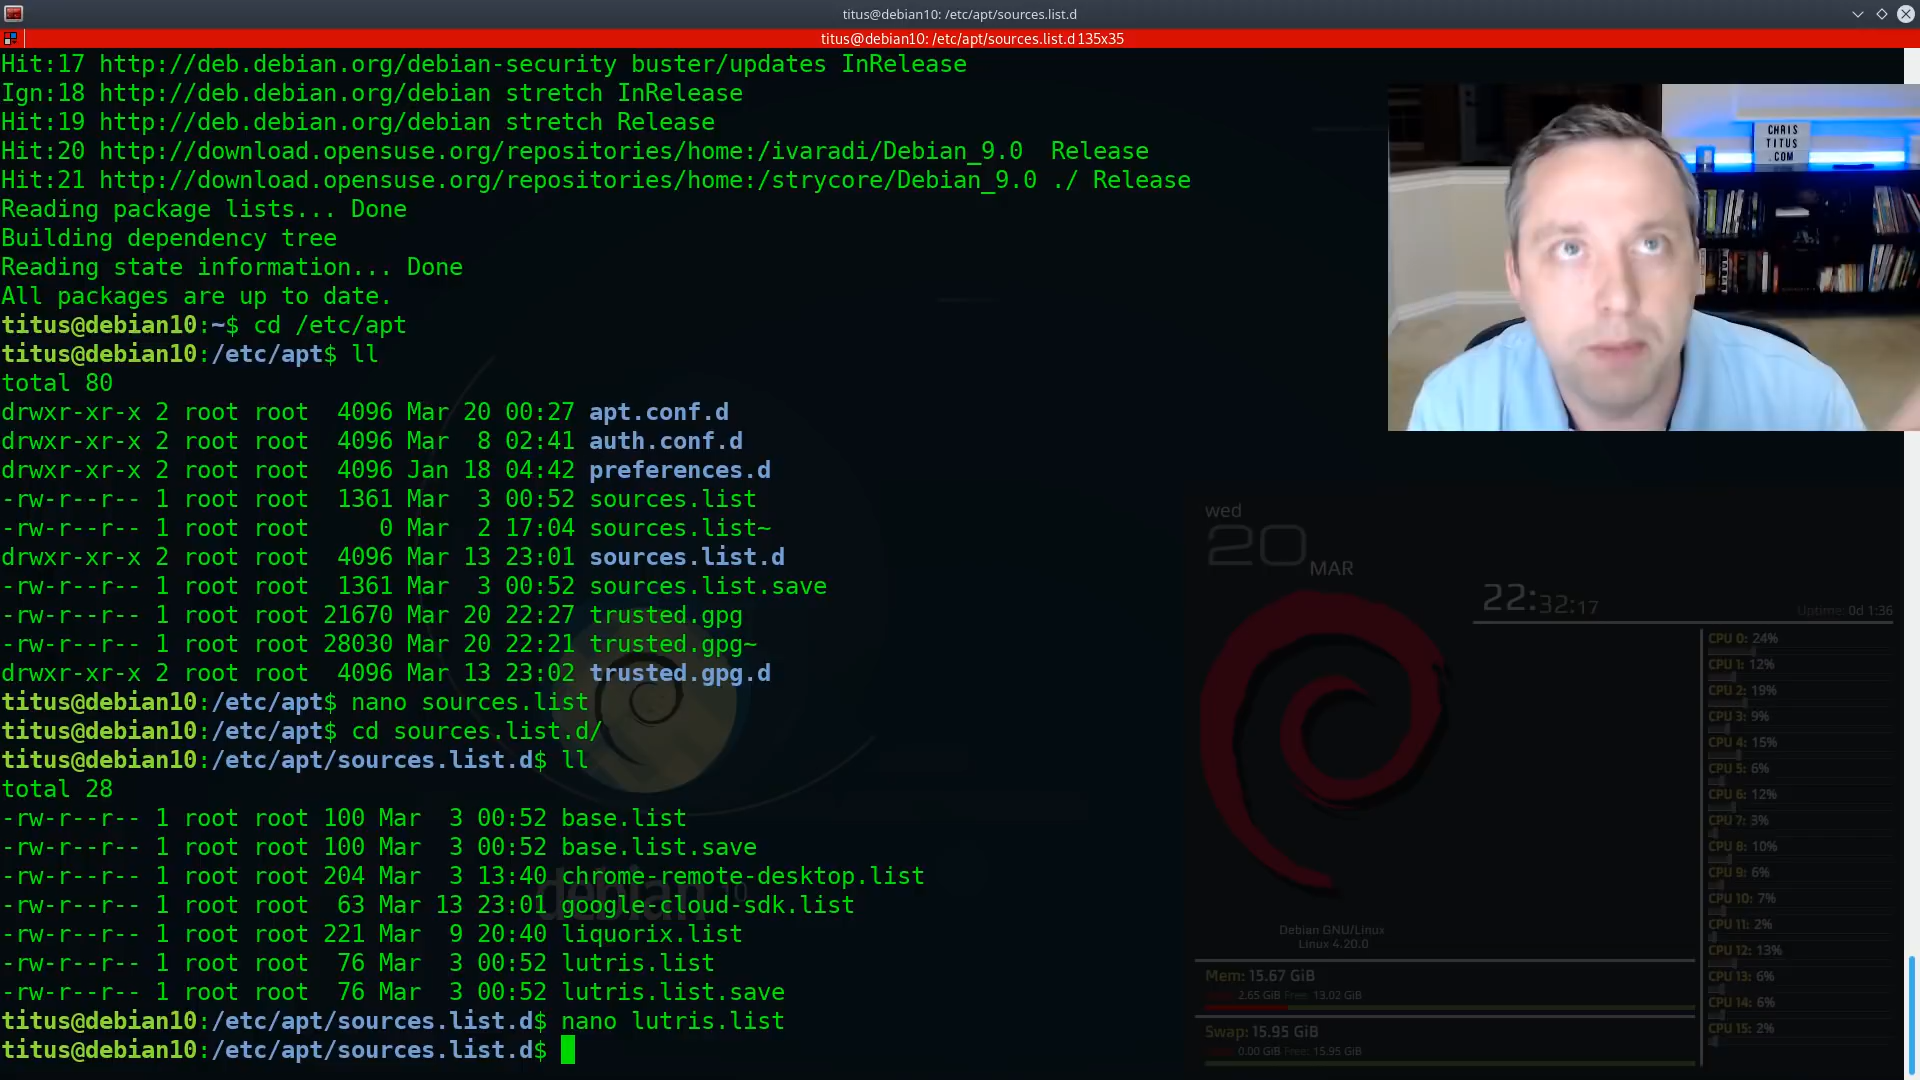 titus@debian10: /etc/apt/sources.list.d
titus@debian10: /etc/apt/sources.list.d 135x35
Hit:17 http://deb.debian.org/debian-security buster/updates InRelease
Ign:18 http://deb.debian.org/debian stretch InRelease
Hit:19 http://deb.debian.org/debian stretch Release
Hit:20 http://download.opensuse.org/repositories/home:/ivaradi/Debian_9.0  Release
Hit:21 http://download.opensuse.org/repositories/home:/strycore/Debian_9.0 ./ Release
Reading package lists... Done
Building dependency tree
Reading state information... Done
All packages are up to date.
titus@debian10:~$ cd /etc/apt
titus@debian10:/etc/apt$ ll
total 80
drwxr-xr-x 2 root root  4096 Mar 20 00:27 apt.conf.d
drwxr-xr-x 2 root root  4096 Mar  8 02:41 auth.conf.d
drwxr-xr-x 2 root root  4096 Jan 18 04:42 preferences.d
-rw-r--r-- 1 root root  1361 Mar  3 00:52 sources.list
-rw-r--r-- 1 root root     0 Mar  2 17:04 sources.list~
drwxr-xr-x 2 root root  4096 Mar 13 23:01 sources.list.d
-rw-r--r-- 1 root root  1361 Mar  3 00:52 sources.list.save
-rw-r--r-- 1 root root 21670 Mar 20 22:27 trusted.gpg
-rw-r--r-- 1 root root 28030 Mar 20 22:21 trusted.gpg~
drwxr-xr-x 2 root root  4096 Mar 13 23:02 trusted.gpg.d
titus@debian10:/etc/apt$ nano sources.list
titus@debian10:/etc/apt$ cd sources.list.d/
titus@debian10:/etc/apt/sources.list.d$ ll
total 28
-rw-r--r-- 1 root root 100 Mar  3 00:52 base.list
-rw-r--r-- 1 root root 100 Mar  3 00:52 base.list.save
-rw-r--r-- 1 root root 204 Mar  3 13:40 chrome-remote-desktop.list
-rw-r--r-- 1 root root  63 Mar 13 23:01 google-cloud-sdk.list
-rw-r--r-- 1 root root 221 Mar  9 20:40 liquorix.list
-rw-r--r-- 1 root root  76 Mar  3 00:52 lutris.list
-rw-r--r-- 1 root root  76 Mar  3 00:52 lutris.list.save
titus@debian10:/etc/apt/sources.list.d$ nano lutris.list
titus@debian10:/etc/apt/sources.list.d$
debian 10
CHRIS
TITUS
.COM
wed
20
MAR
22:32:17
Uptime: 0d 1:36
CPU 0: 24%
CPU 1: 12%
CPU 2: 19%
CPU 3: 9%
CPU 4: 15%
CPU 5: 6%
CPU 6: 12%
CPU 7: 3%
CPU 8: 10%
CPU 9: 6%
CPU 10: 7%
CPU 11: 2%
CPU 12: 13%
CPU 13: 6%
CPU 14: 6%
CPU 15: 2%
Debian GNU/Linux
Linux 4.20.0
Mem: 15.67 GiB
2.65 GiB Free: 13.02 GiB
Swap: 15.95 GiB
0.00 GiB Free: 15.95 GiB